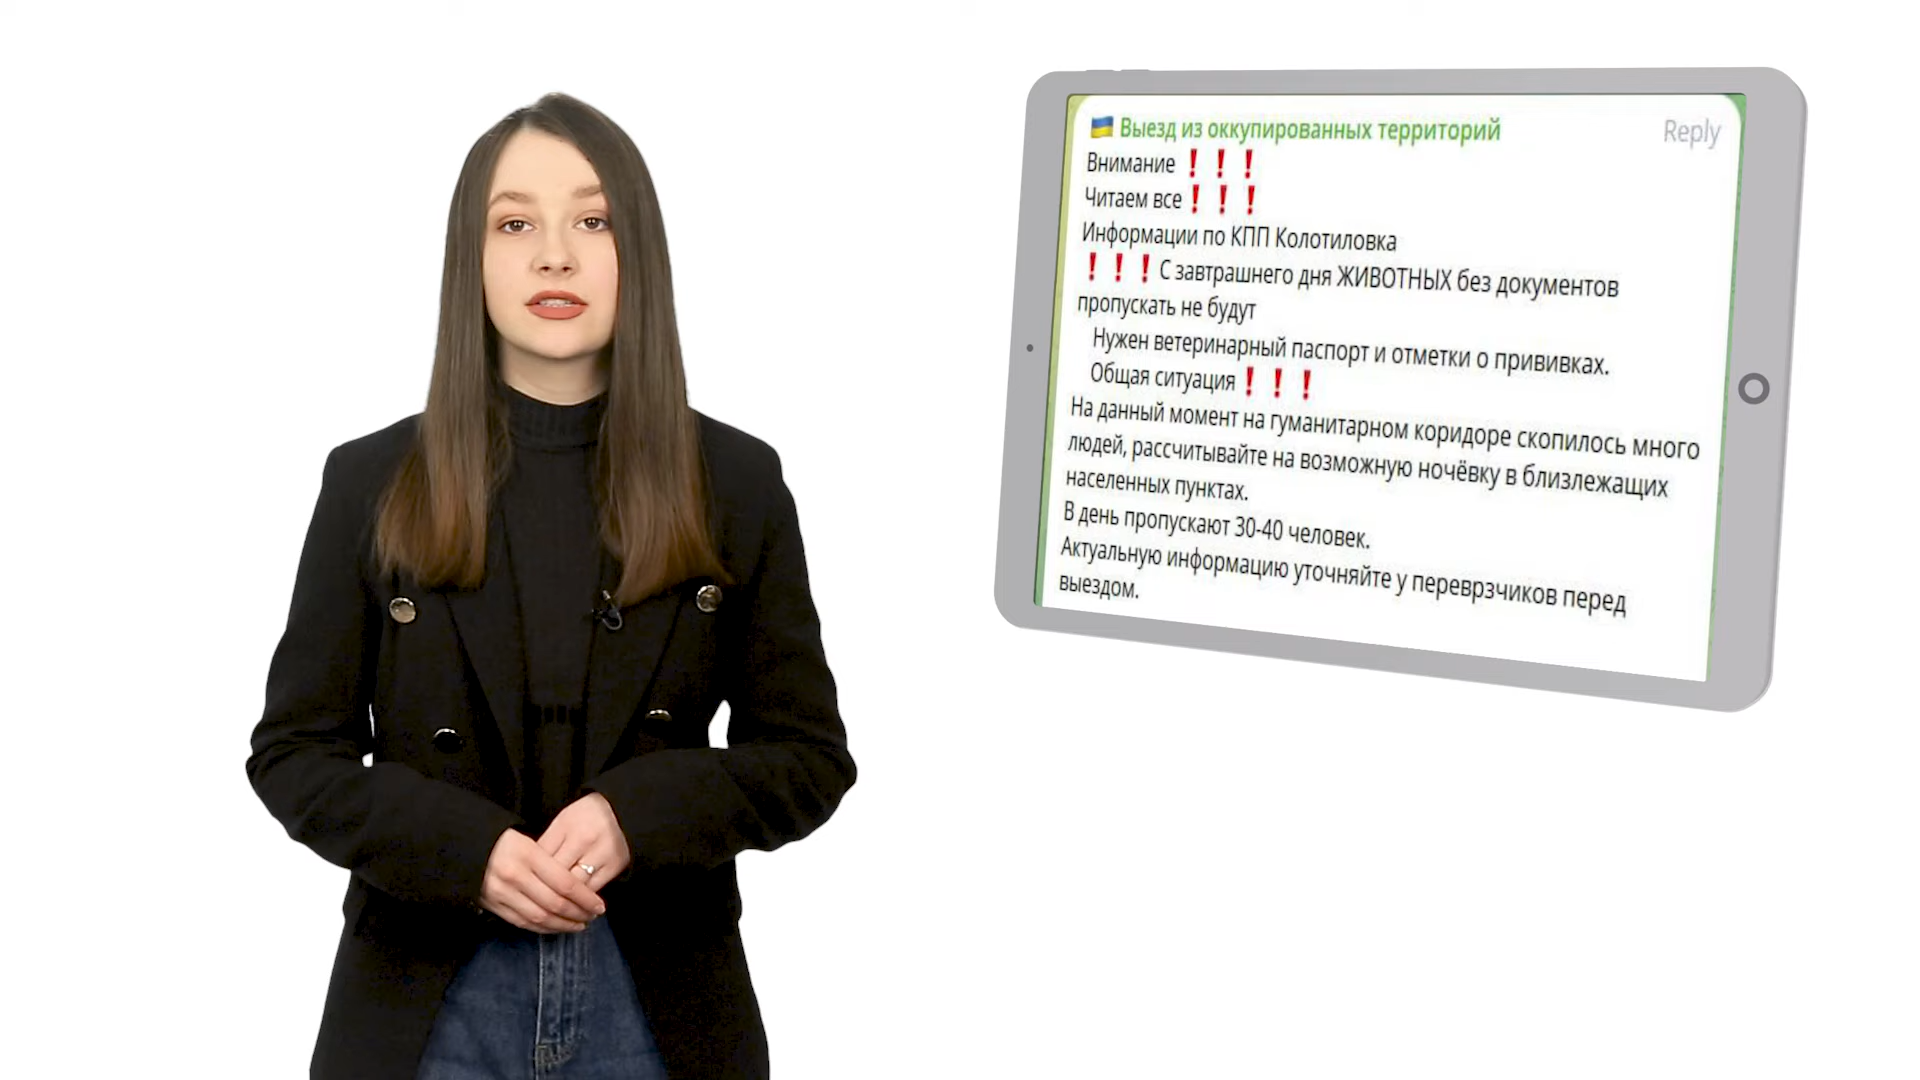 🇺🇦 Выезд из оккупированных территорий
Reply
Внимание❗❗❗
Читаем все❗❗❗
Информации по КПП Колотиловка
❗❗❗С завтрашнего дня ЖИВОТНЫХ без документов
пропускать не будут
Нужен ветеринарный паспорт и отметки о прививках.
Общая ситуация❗❗❗
На данный момент на гуманитарном коридоре скопилось много
людей, рассчитывайте на возможную ночёвку в близлежащих
населенных пунктах.
В день пропускают 30-40 человек.
Актуальную информацию уточняйте у переврзчиков перед
выездом.